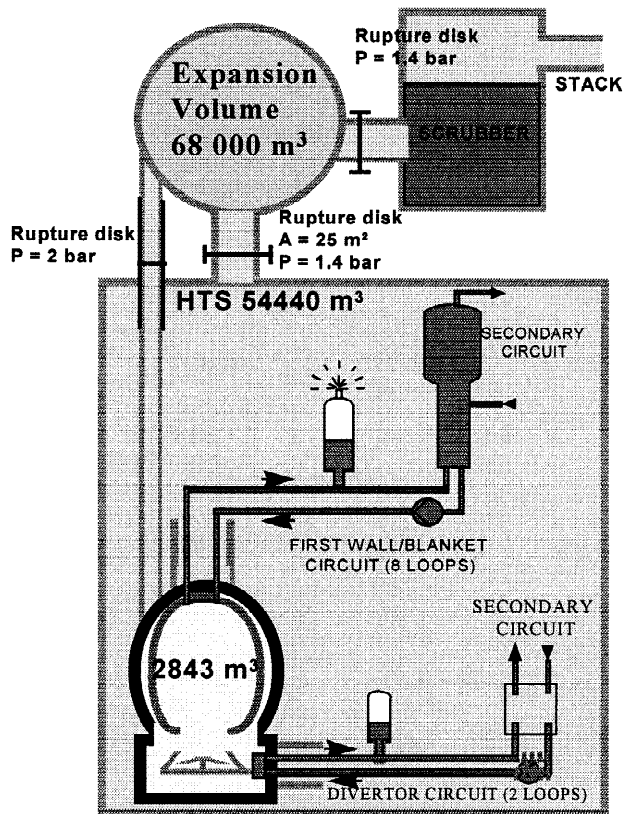 Rupture disk
P = 1.4 bar
STACK
Expansion
Volume
68 000 m³
SCRUBBER
Rupture disk
P = 2 bar
Rupture disk
A = 25 m²
P = 1.4 bar
HTS 54440 m³
SECONDARY
CIRCUIT
FIRST WALL/BLANKET
CIRCUIT (8 LOOPS)
SECONDARY
CIRCUIT
2843 m³
DIVERTOR CIRCUIT (2 LOOPS)